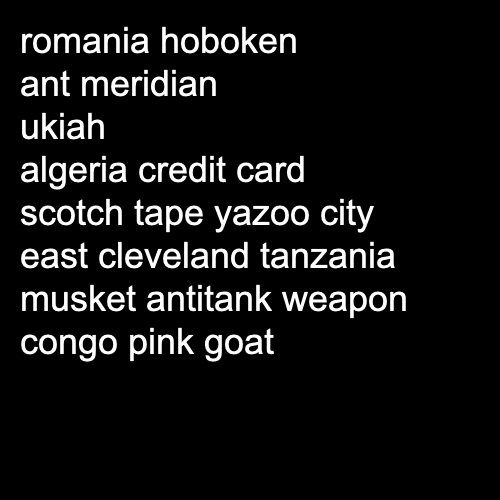 romania hoboken
ant meridian
ukiah
algeria credit card
scotch tape yazoo city
east cleveland tanzania
musket antitank weapon
congo pink goat